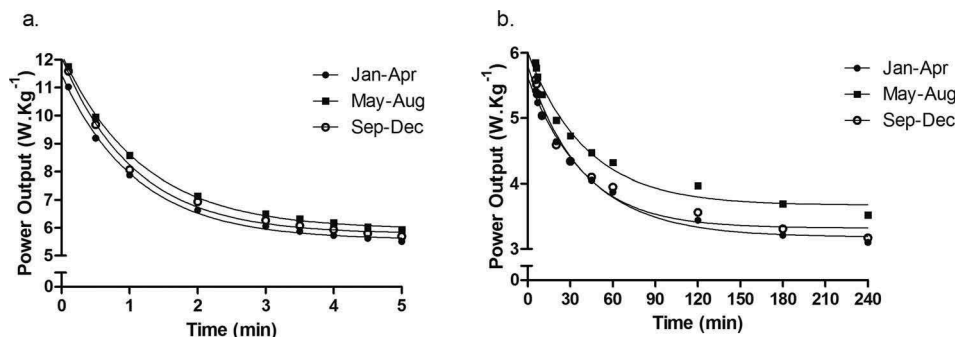 a.
Power Output (W.Kg⁻¹)
12
11
10
9
8
7
6
5
0
0 1 2 3 4 5
Time (min)
Jan-Apr
May-Aug
Sep-Dec
b.
Power Output (W.Kg⁻¹)
6
5
4
3
0
0 30 60 90 120 150 180 210 240
Time (min)
Jan-Apr
May-Aug
Sep-Dec